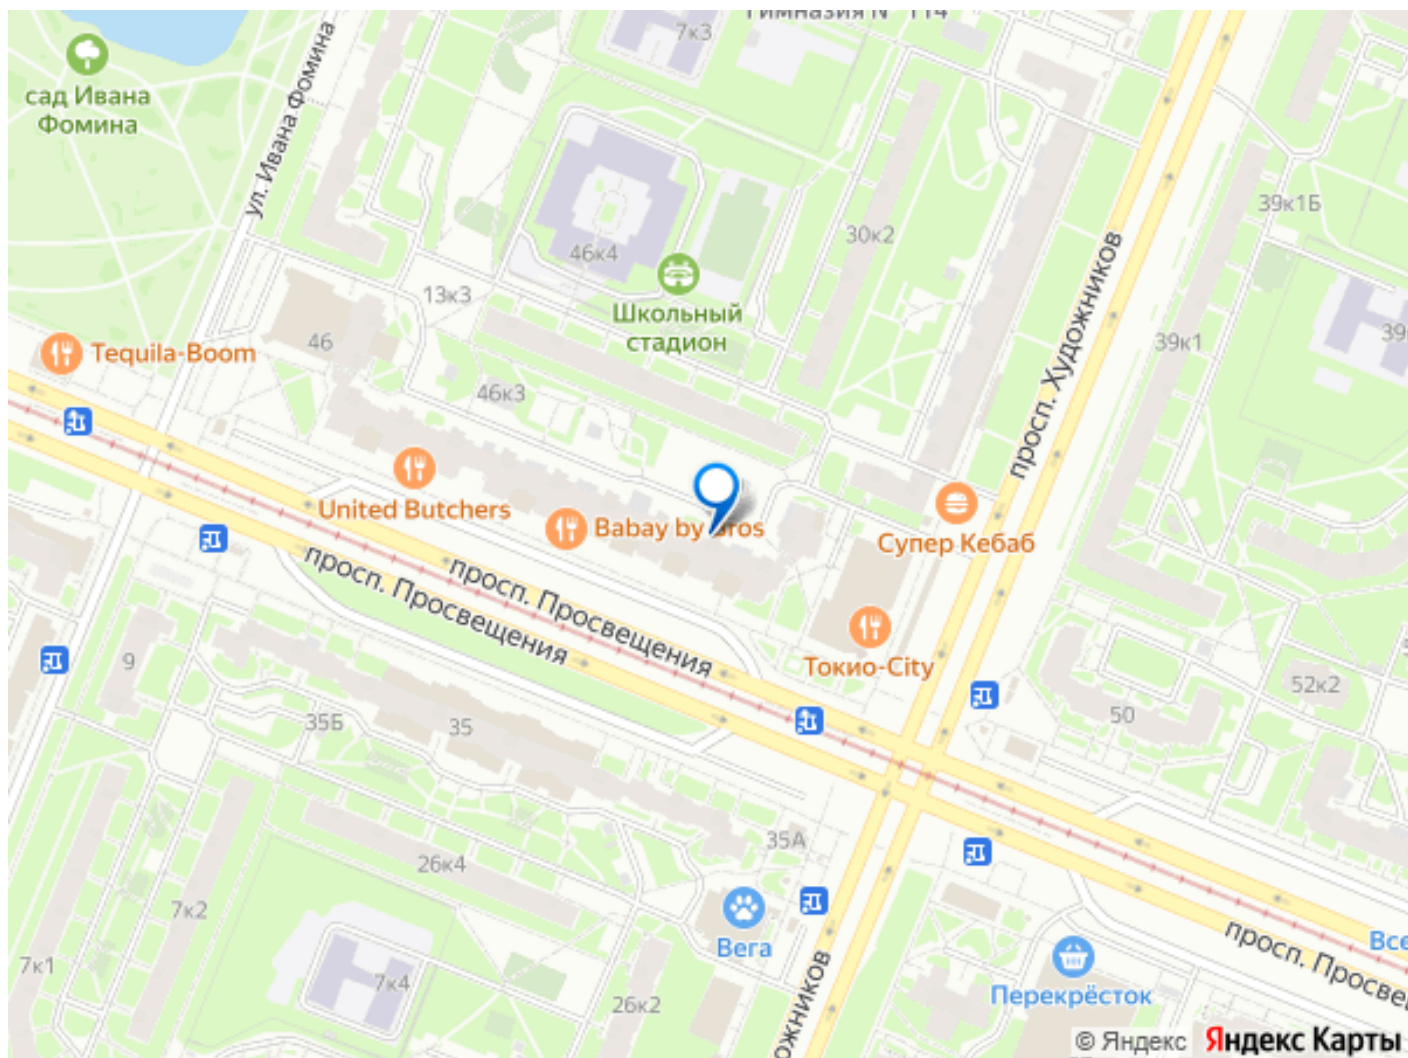 Гимназия № 114
7к3
сад Ивана
Фомина
ул. Ивана Фомина
39к1Б
30к2
46к4
просп. Художников
Школьный
стадион
13к3
46
39к1
Tequila-Boom
46к3
United Butchers
Babay by Bros
Супер Кебаб
просп. Просвещения
просп. Просвещения
Токио-City
9
52к2
50
35Б
35
35А
26к4
7к2
Вега
7к1
7к4
26к2
Перекрёсток
© Яндекс
Яндекс Карты